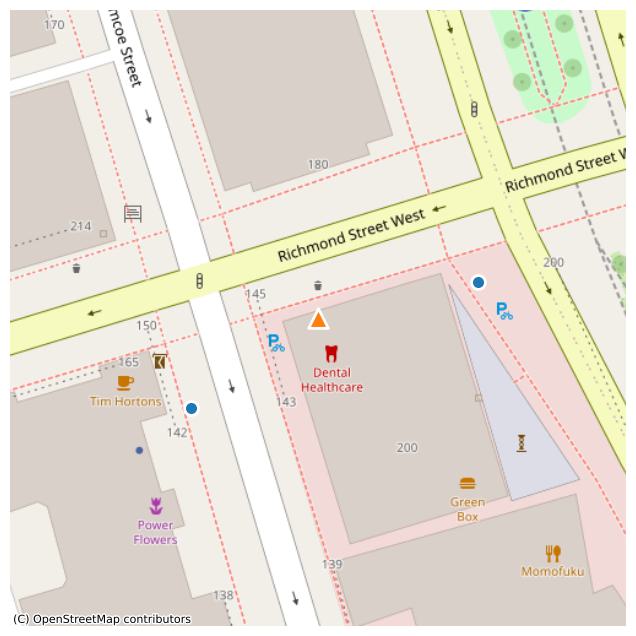 170
mcoe Street
180
Richmond Street W
214
Richmond Street West
200
145
150
165
Tim Hortons
Dental
Healthcare
143
142
200
Green
Box
Power
Flowers
139
Momofuku
138
(C) OpenStreetMap contributors